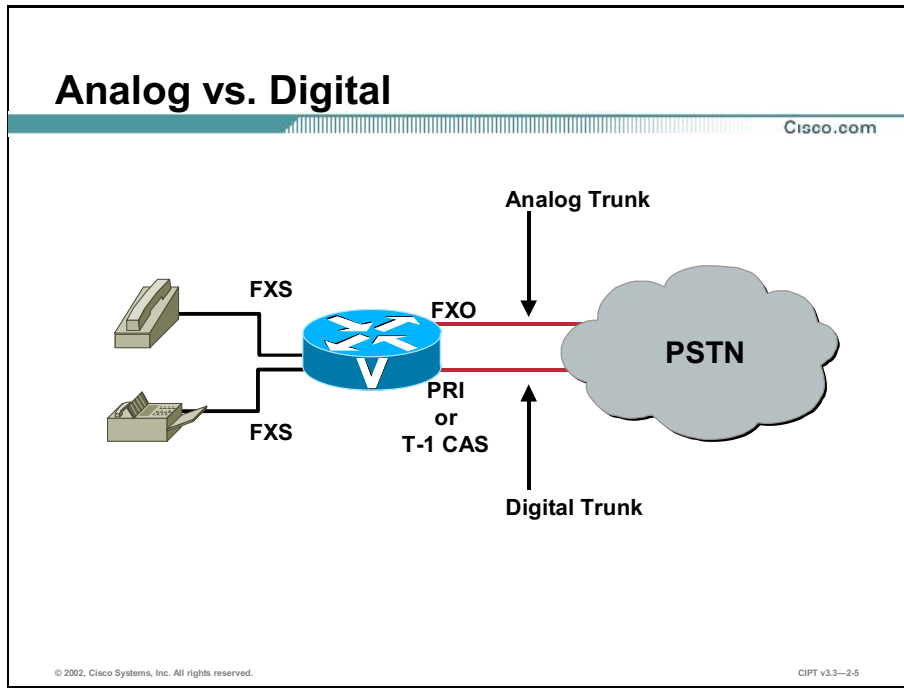 Analog vs. Digital
Cisco.com
Analog Trunk
FXS
FXO
PSTN
V
PRI
or
T-1 CAS
FXS
Digital Trunk
© 2002, Cisco Systems, Inc. All rights reserved.
CIPT v3.3—2-5